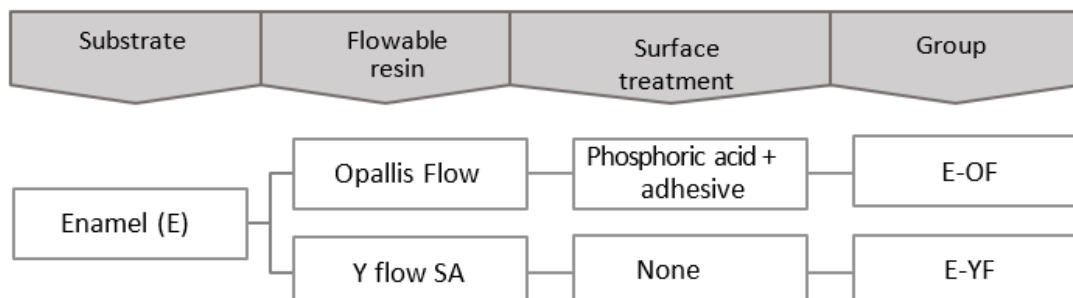 Substrate
Flowable
resin
Surface
treatment
Group
Enamel (E)
Opallis Flow
Phosphoric acid +
adhesive
E-OF
Y flow SA
None
E-YF